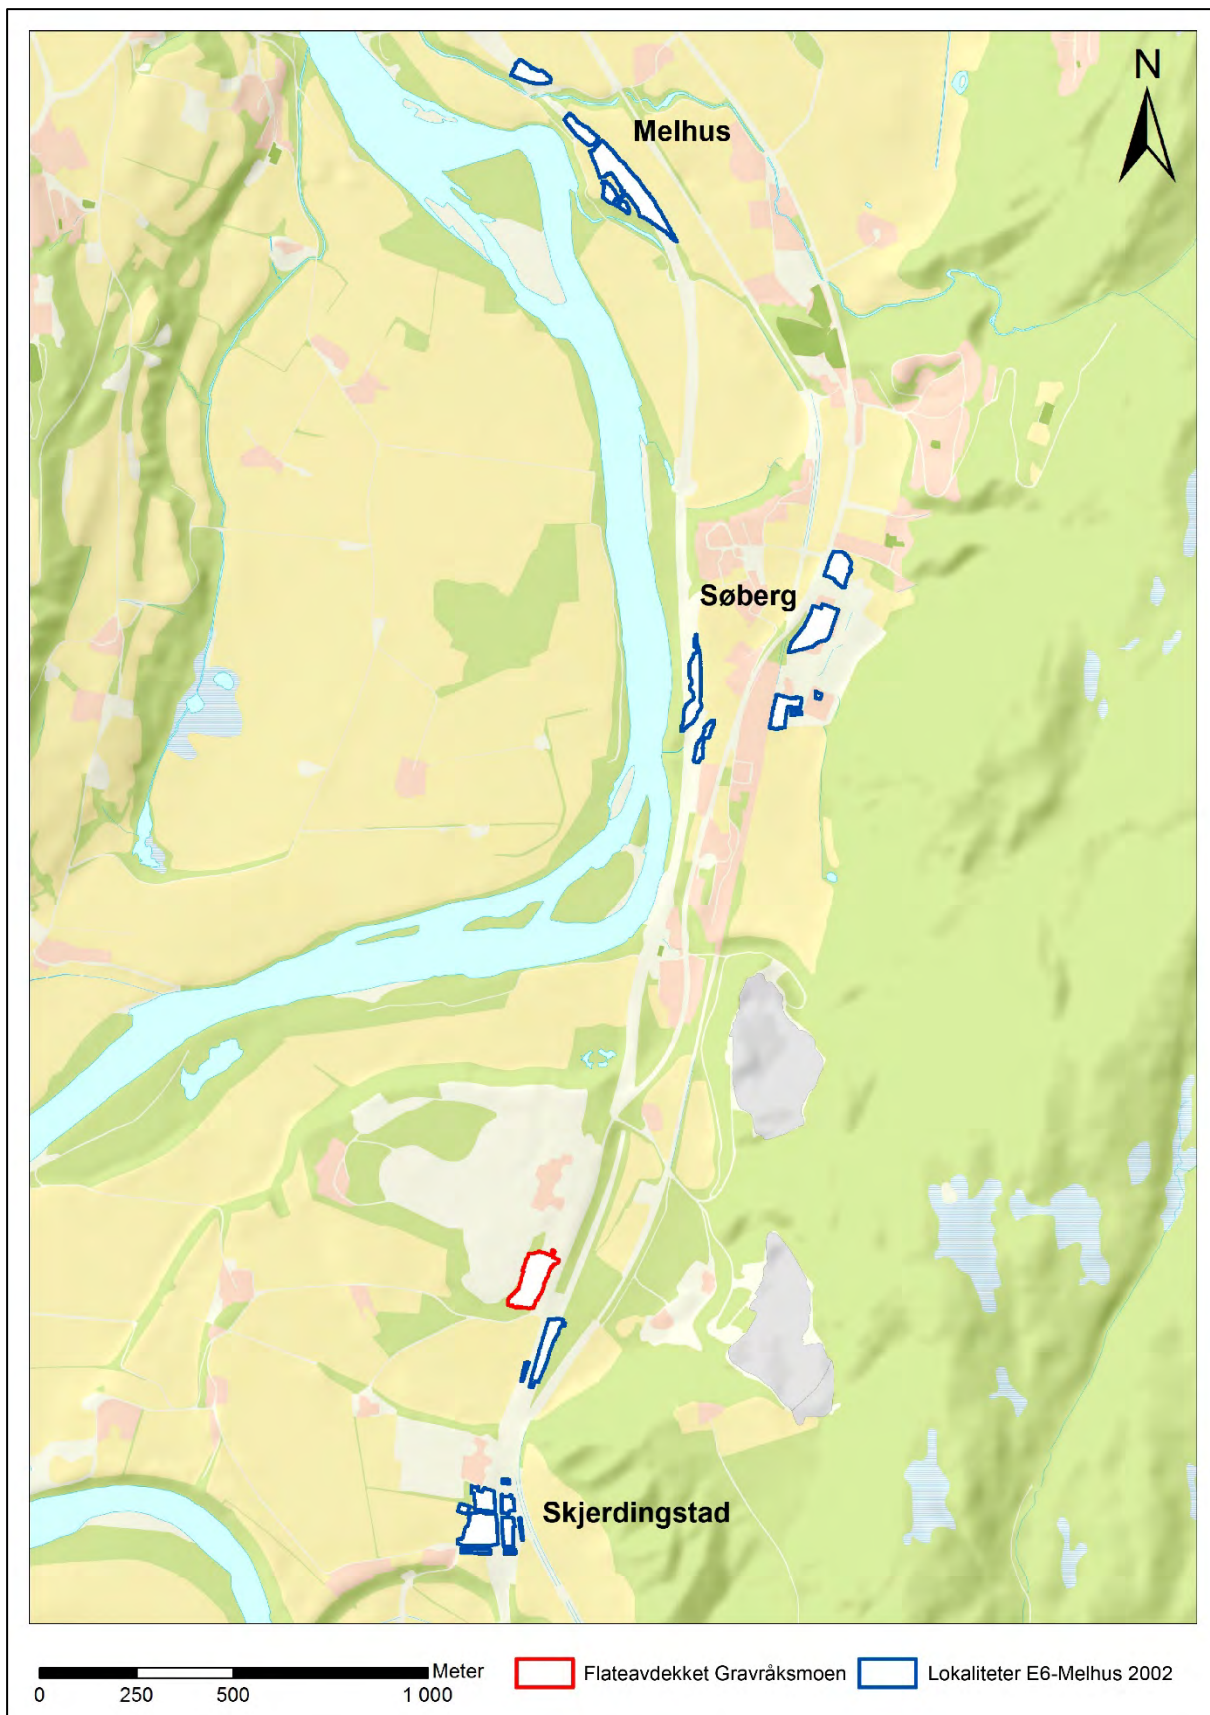 N
Melhus
Søberg
Skjerdingstad
Meter
0 250 500 1 000
Flateavdekket Gravråksmoen
Lokaliteter E6-Melhus 2002